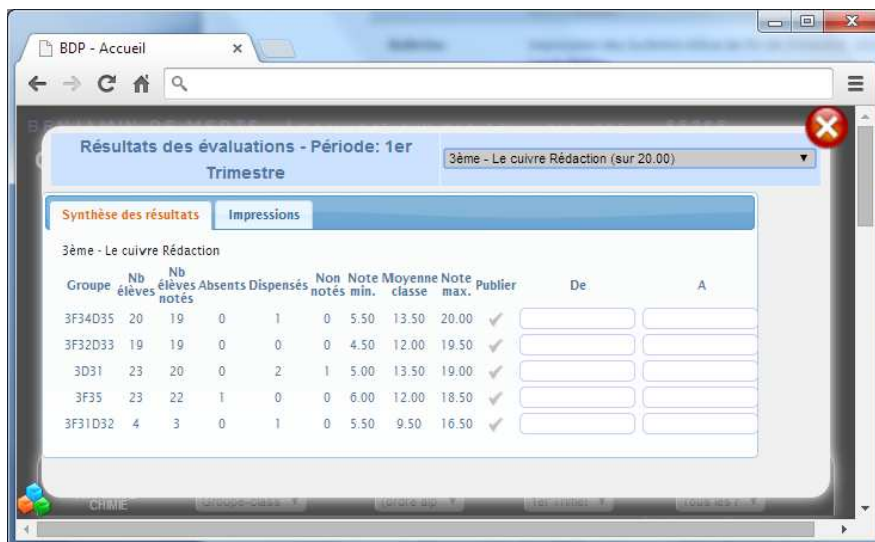 BDP - Accueil
Résultats des évaluations - Période: 1er
Trimestre
3ème - Le cuivre Rédaction (sur 20.00)
Synthèse des résultats Impressions
3ème - Le cuivre Rédaction
Groupe Nb élèves Nb élèves notés Absents Dispensés Non notés Note min. Moyenne classe Note max. Publier De A
3F34D35 20 19 0 1 0 5.50 13.50 20.00
3F32D33 19 19 0 0 0 4.50 12.00 19.50
3D31 23 20 0 2 1 5.00 13.50 19.00
3F35 23 22 1 0 0 6.00 12.00 18.50
3F31D32 4 3 0 1 0 5.50 9.50 16.50
CHIMIE